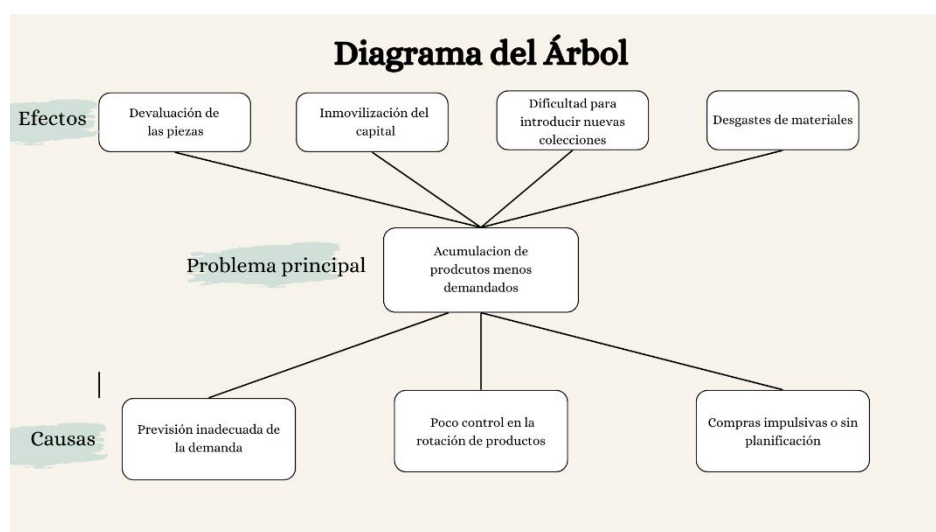 Diagrama del Árbol
Efectos
Devaluación de
las piezas
Inmovilización del
capital
Dificultad para
introducir nuevas
colecciones
Desgastes de materiales
Problema principal
Acumulacion de
prodcutos menos
demandados
Causas
Previsión inadecuada de
la demanda
Poco control en la
rotación de productos
Compras impulsivas o sin
planificación